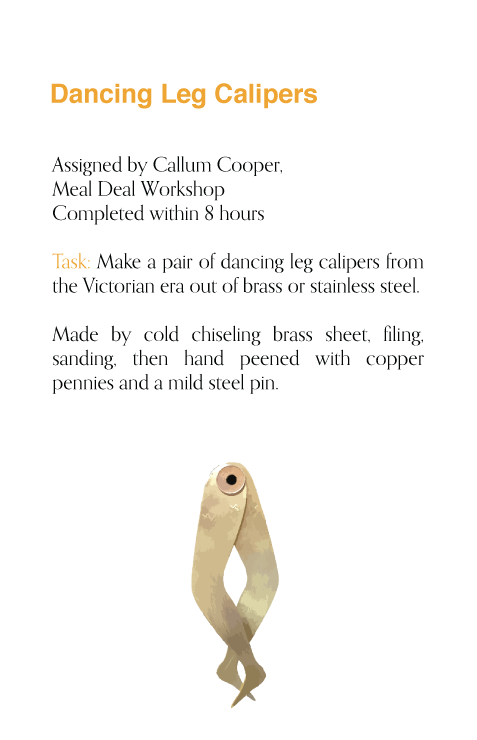 Dancing Leg Calipers
Assigned by Callum Cooper,
Meal Deal Workshop
Completed within 8 hours
Task: Make a pair of dancing leg calipers from
the Victorian era out of brass or stainless steel.
Made by cold chiseling brass sheet, filing,
sanding, then hand peened with copper
pennies and a mild steel pin.